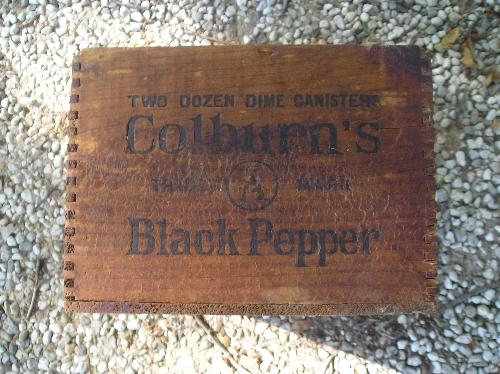 TWO DOZEN DIME CANISTERS
Colburn's
TRADE A MARK
Black Pepper